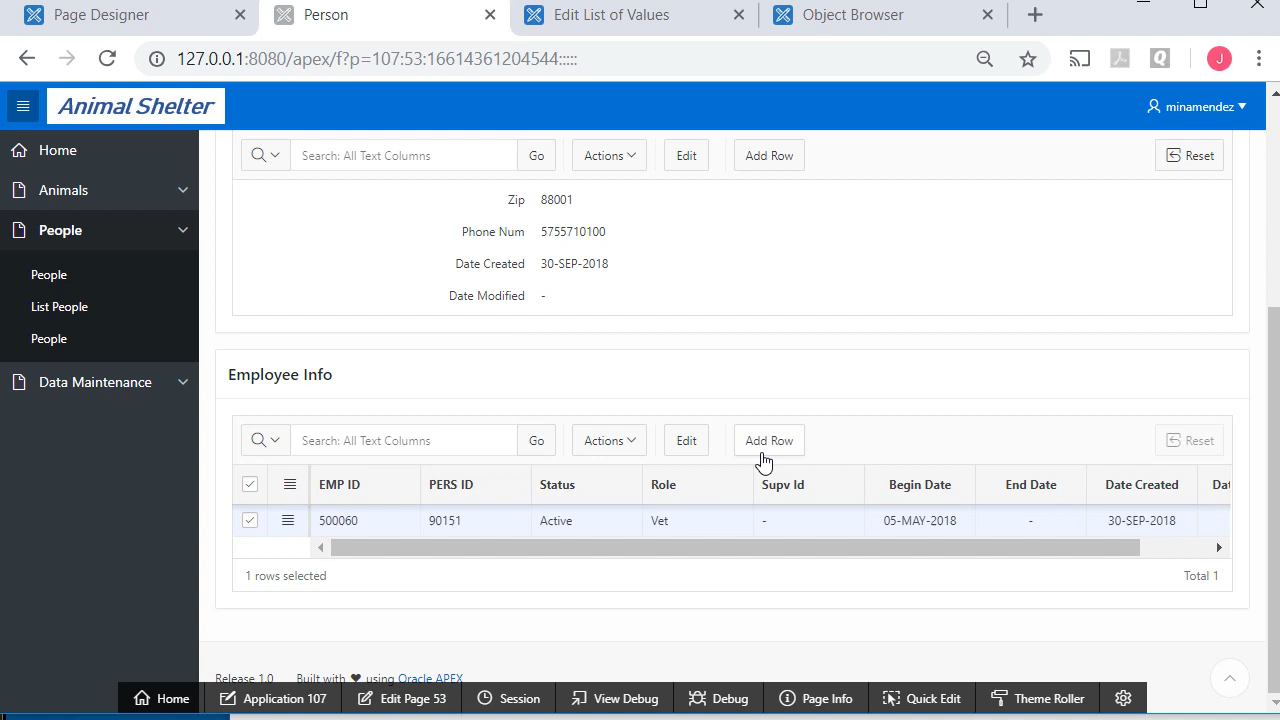 Page Designer
Person
Edit List of Values
Object Browser
127.0.0.1:8080/apex/f?p=107:53:16614361204544:::::
J
Animal Shelter
minamendez
Home
Animals
People
People
List People
People
Data Maintenance
Search: All Text Columns Go Actions Edit Add Row Reset
Zip 88001
Phone Num 5755710100
Date Created 30-SEP-2018
Date Modified -
Employee Info
Search: All Text Columns Go Actions Edit Add Row Reset
EMP ID PERS ID Status Role Supv Id Begin Date End Date Date Created Dat
500060 90151 Active Vet - 05-MAY-2018 - 30-SEP-2018
1 rows selected Total 1
Release 1.0 Built with ♥ using Oracle APEX
Home Application 107 Edit Page 53 Session View Debug Debug Page Info Quick Edit Theme Roller